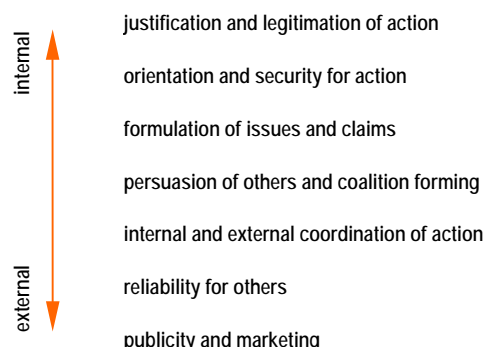 internal
justification and legitimation of action
orientation and security for action
formulation of issues and claims
persuasion of others and coalition forming
internal and external coordination of action
external
reliability for others
publicity and marketing